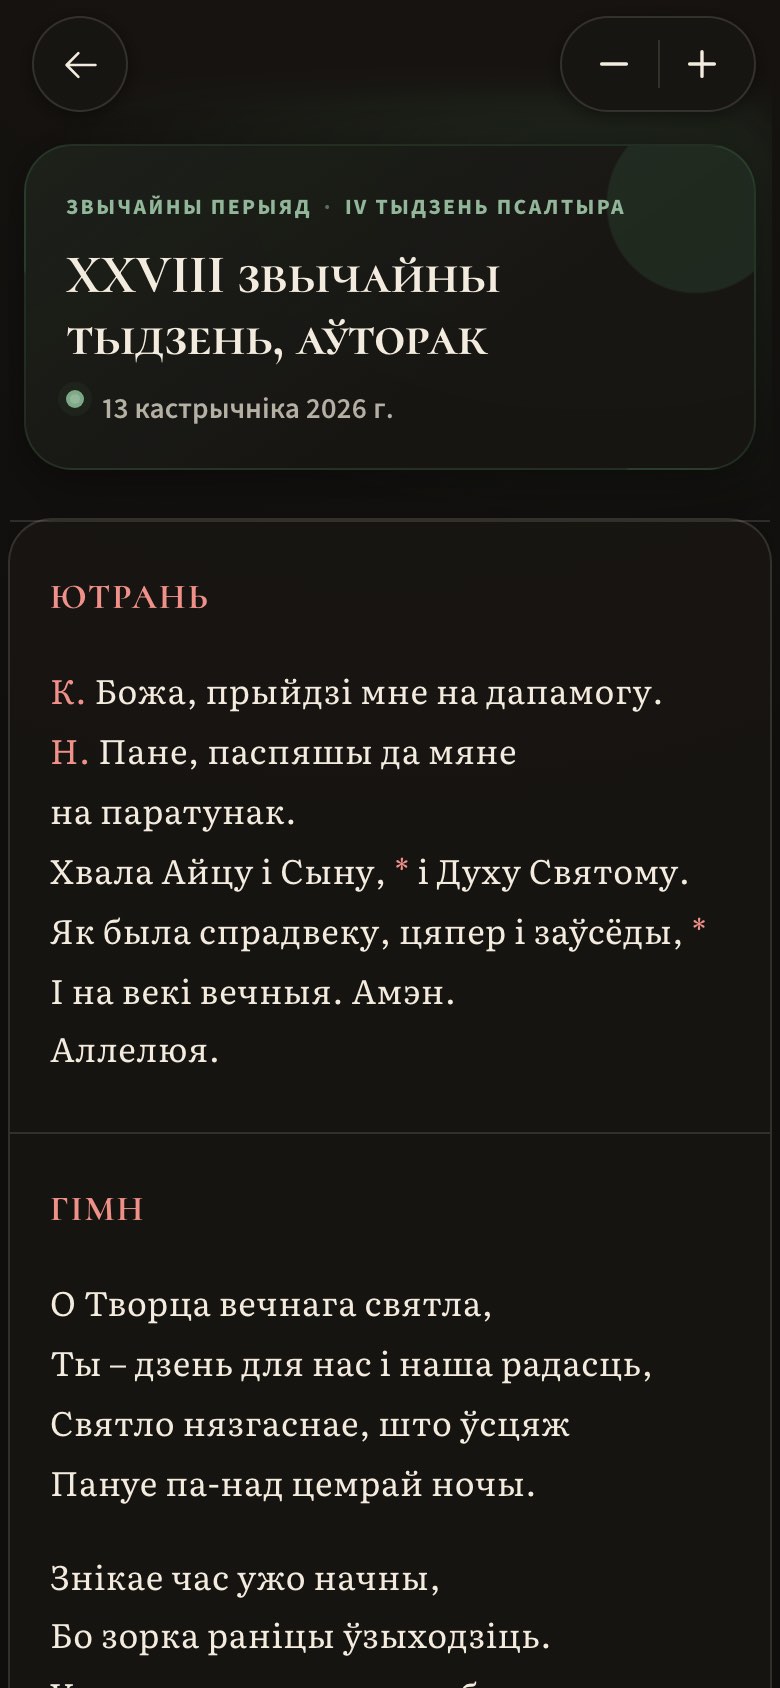 ЗВЫЧАЙНЫ ПЕРЫЯД · IV ТЫДЗЕНЬ ПСАЛТЫРА
XXVIII ЗВЫЧАЙНЫ
ТЫДЗЕНЬ, АЎТОРАК
13 кастрычніка 2026 г.
ЮТРАНЬ
К. Божа, прыйдзі мне на дапамогу.
Н. Пане, паспяшы да мяне
на паратунак.
Хвала Айцу і Сыну, * і Духу Святому.
Як была спрадвеку, цяпер і заўсёды, *
І на векі вечныя. Амэн.
Аллелюя.
ГІМН
О Творца вечнага святла,
Ты – дзень для нас і наша радасць,
Святло нязгаснае, што ўсцяж
Пануе па-над цемрай ночы.
Знікае час ужо начны,
Бо зорка раніцы ўзыходзіць.